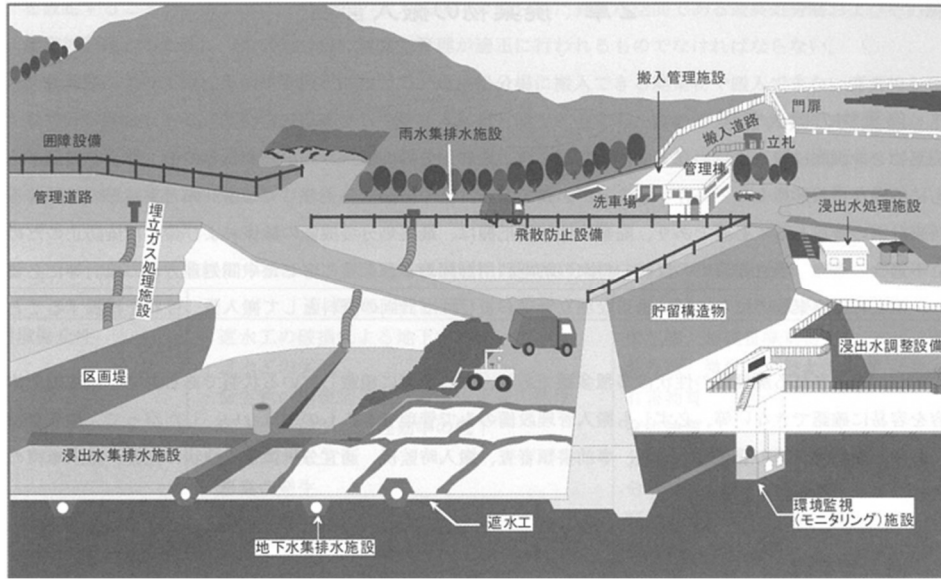 搬入管理施設
門扉
雨水集排水施設
搬入道路
立札
囲障設備
管理棟
管理道路
洗車場
浸出水処理施設
飛散防止設備
埋立ガス処理施設
貯留構造物
浸出水調整設備
区画堤
浸出水集排水施設
環境監視
(モニタリング)施設
遮水工
地下水集排水施設